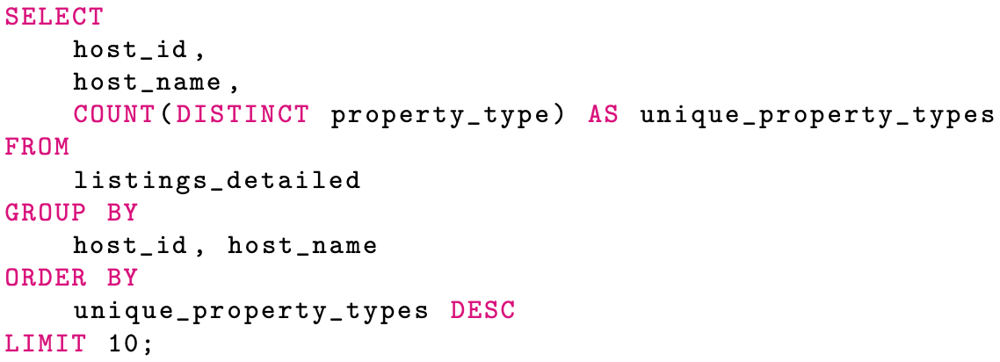 SELECT
    host_id,
    host_name,
    COUNT(DISTINCT property_type) AS unique_property_types
FROM
    listings_detailed
GROUP BY
    host_id, host_name
ORDER BY
    unique_property_types DESC
LIMIT 10;